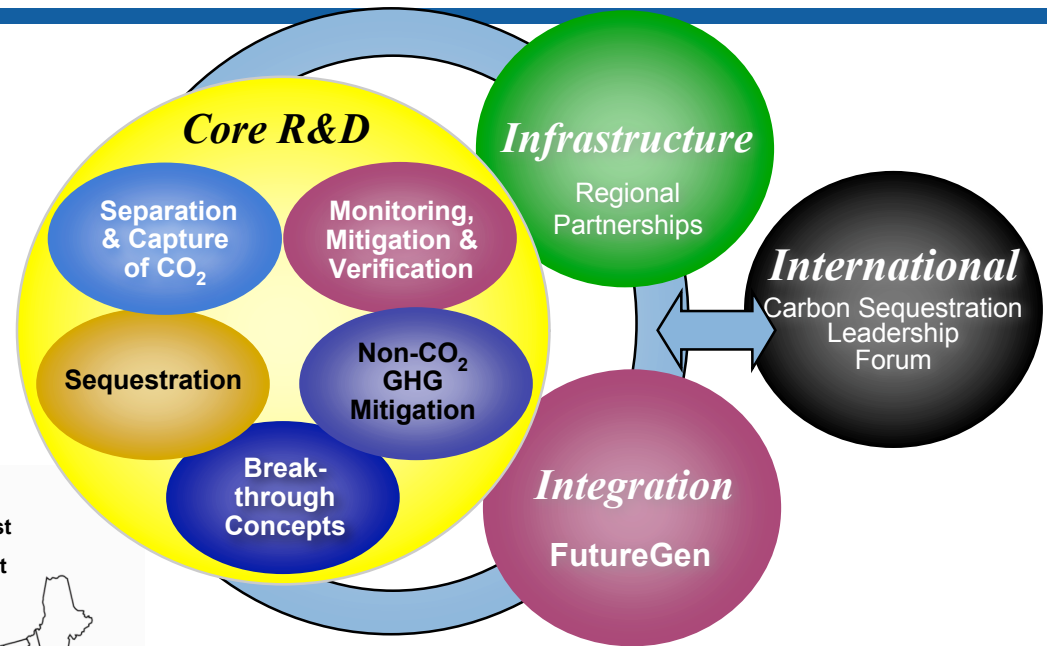 Core R&D
Separation
& Capture
of CO₂
Monitoring,
Mitigation &
Verification
Sequestration
Non-CO₂
GHG
Mitigation
Break-
through
Concepts
Infrastructure
Regional
Partnerships
International
Carbon Sequestration
Leadership
Forum
Integration
FutureGen